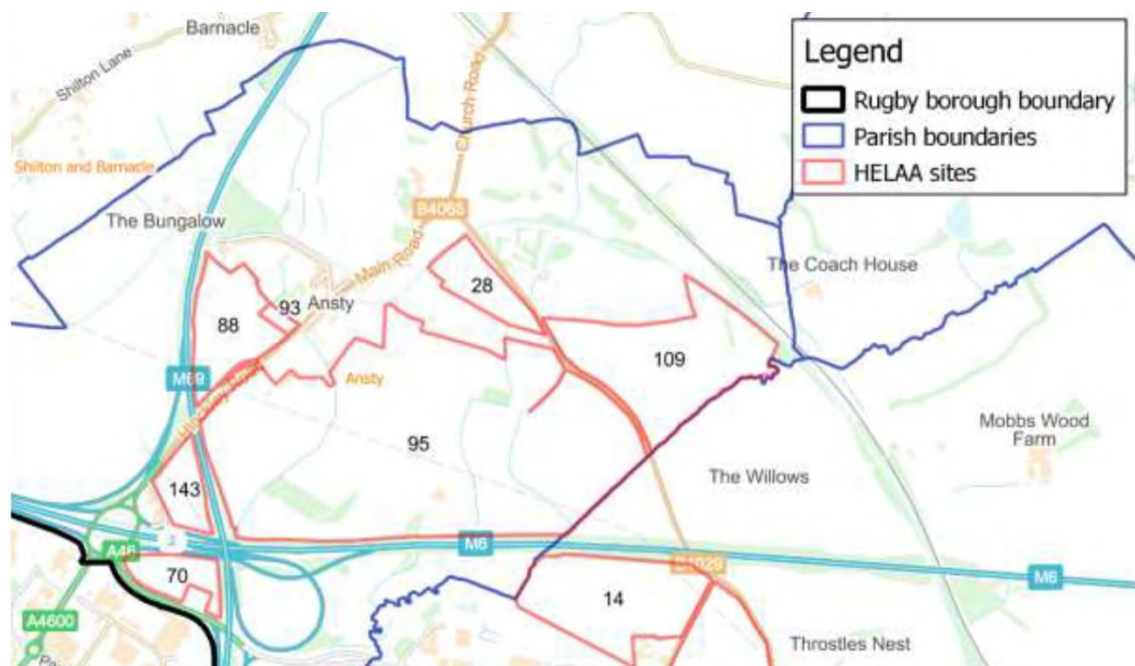 Barnacle
Shilton Lane
Church Road
Legend
Rugby borough boundary
Parish boundaries
HELAA sites
Shilton and Barnacle
The Bungalow
B4065
Main Road
The Coach House
28
93
Ansty
88
109
M69
Ansty
95
Mobbs Wood
Farm
The Willows
143
2
A46
M6
70
M6
14
A4600
Throstles Nest